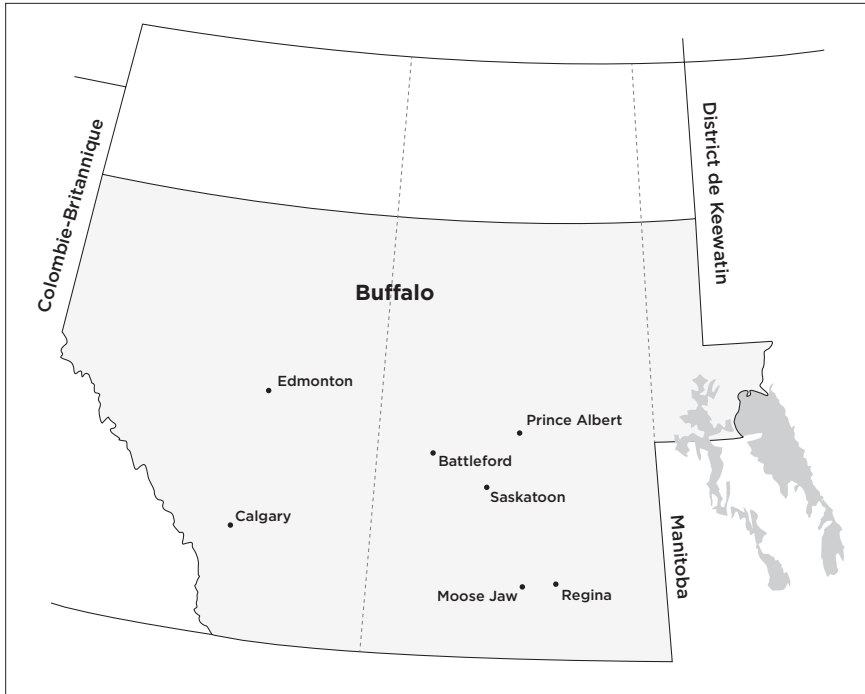 Colombie-Britannique
District de Keewatin
Buffalo
Edmonton
Prince Albert
Battleford
Saskatoon
Calgary
Manitoba
Moose Jaw
Regina